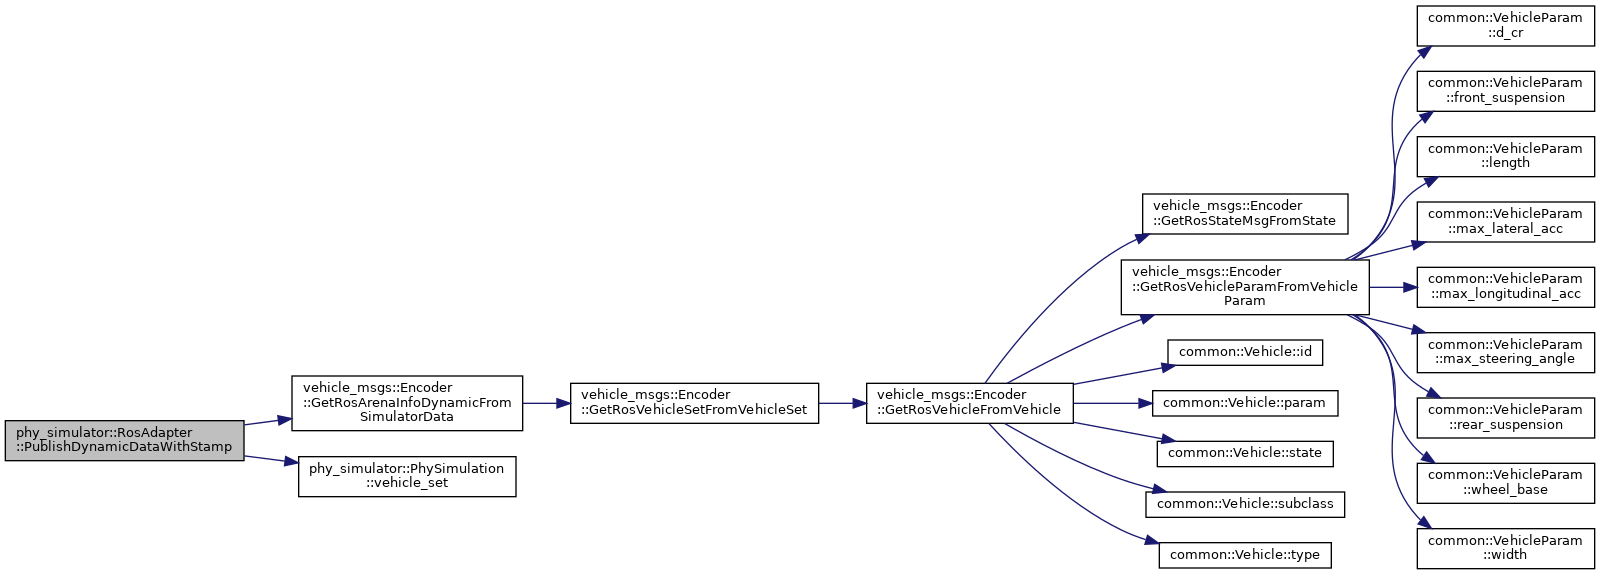 phy_simulator::RosAdapter
::PublishDynamicDataWithStamp
vehicle_msgs::Encoder
::GetRosArenaInfoDynamicFrom
SimulatorData
phy_simulator::PhySimulation
::vehicle_set
vehicle_msgs::Encoder
::GetRosVehicleSetFromVehicleSet
vehicle_msgs::Encoder
::GetRosVehicleFromVehicle
vehicle_msgs::Encoder
::GetRosStateMsgFromState
vehicle_msgs::Encoder
::GetRosVehicleParamFromVehicle
Param
common::Vehicle::id
common::Vehicle::param
common::Vehicle::state
common::Vehicle::subclass
common::Vehicle::type
common::VehicleParam
::d_cr
common::VehicleParam
::front_suspension
common::VehicleParam
::length
common::VehicleParam
::max_lateral_acc
common::VehicleParam
::max_longitudinal_acc
common::VehicleParam
::max_steering_angle
common::VehicleParam
::rear_suspension
common::VehicleParam
::wheel_base
common::VehicleParam
::width